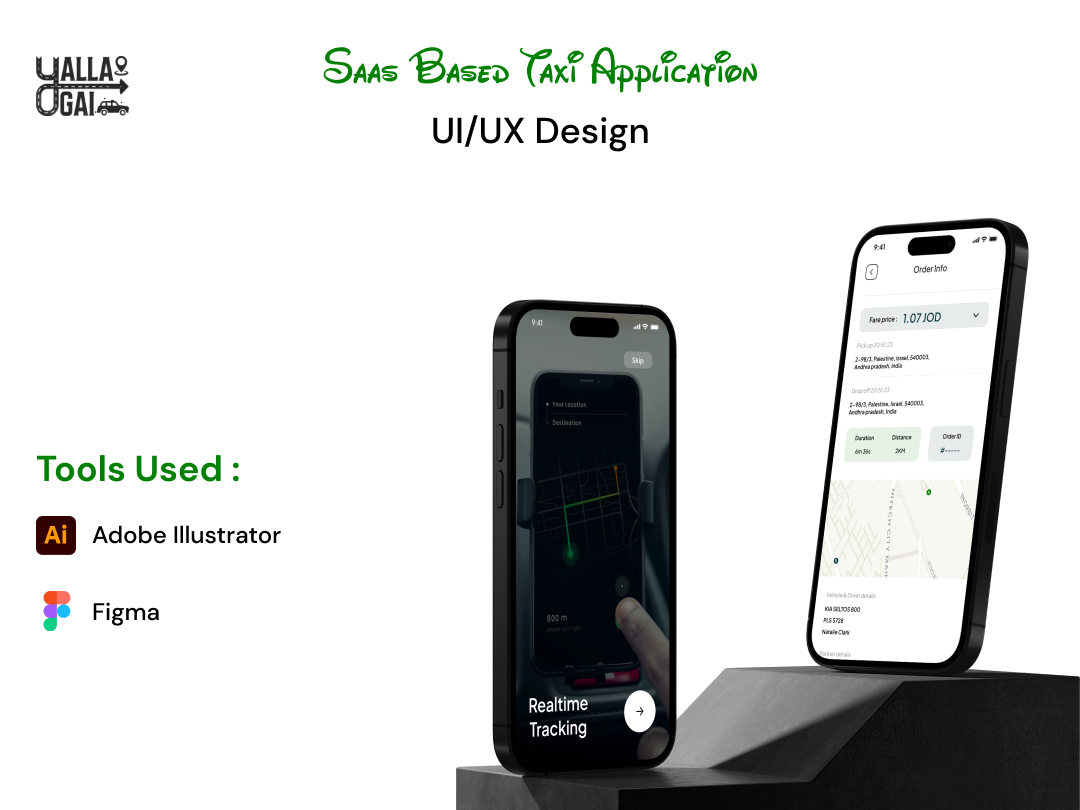 YALLA
GAI
Saas Based Taxi Application
UI/UX Design
Tools Used :
Ai Adobe Illustrator
Figma
9:41
Skip
Your Location
Destination
800 m
Realtime
Tracking
9:41
Order Info
Fare price : 1.07 JOD
Pick up 20:51:23
2-98/3, Palestine, Israel, 540003,
Andhra pradesh, India
Drop off 20:51:23
2-98/3, Palestine, Israel, 540003,
Andhra pradesh, India
Duration Distance Order ID
6m 36s 2KM #------
HITECH CITY MAIN
Vehicle & Driver details
KIA SELTOS 800
PLS 5728
Natalie Clark
Partner details